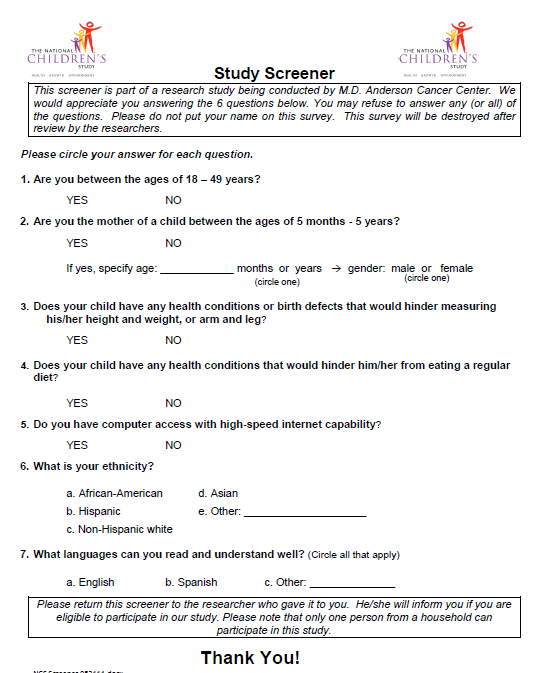 THE NATIONAL
CHILDREN'S
STUDY
HEALTH GROWTH ENVIRONMENT
THE NATIONAL
CHILDREN'S
STUDY
HEALTH GROWTH ENVIRONMENT
Study Screener
This screener is part of a research study being conducted by M.D. Anderson Cancer Center. We
would appreciate you answering the 6 questions below. You may refuse to answer any (or all) of
the questions. Please do not put your name on this survey. This survey will be destroyed after
review by the researchers.
Please circle your answer for each question.
1. Are you between the ages of 18 – 49 years?
YES NO
2. Are you the mother of a child between the ages of 5 months - 5 years?
YES NO
If yes, specify age: ____________ months or years → gender: male or female
(circle one) (circle one)
3. Does your child have any health conditions or birth defects that would hinder measuring
his/her height and weight, or arm and leg?
YES NO
4. Does your child have any health conditions that would hinder him/her from eating a regular
diet?
YES NO
5. Do you have computer access with high-speed internet capability?
YES NO
6. What is your ethnicity?
a. African-American d. Asian
b. Hispanic e. Other: ____________________
c. Non-Hispanic white
7. What languages can you read and understand well? (Circle all that apply)
a. English b. Spanish c. Other: ______________
Please return this screener to the researcher who gave it to you. He/she will inform you if you are
eligible to participate in our study. Please note that only one person from a household can
participate in this study.
Thank You!